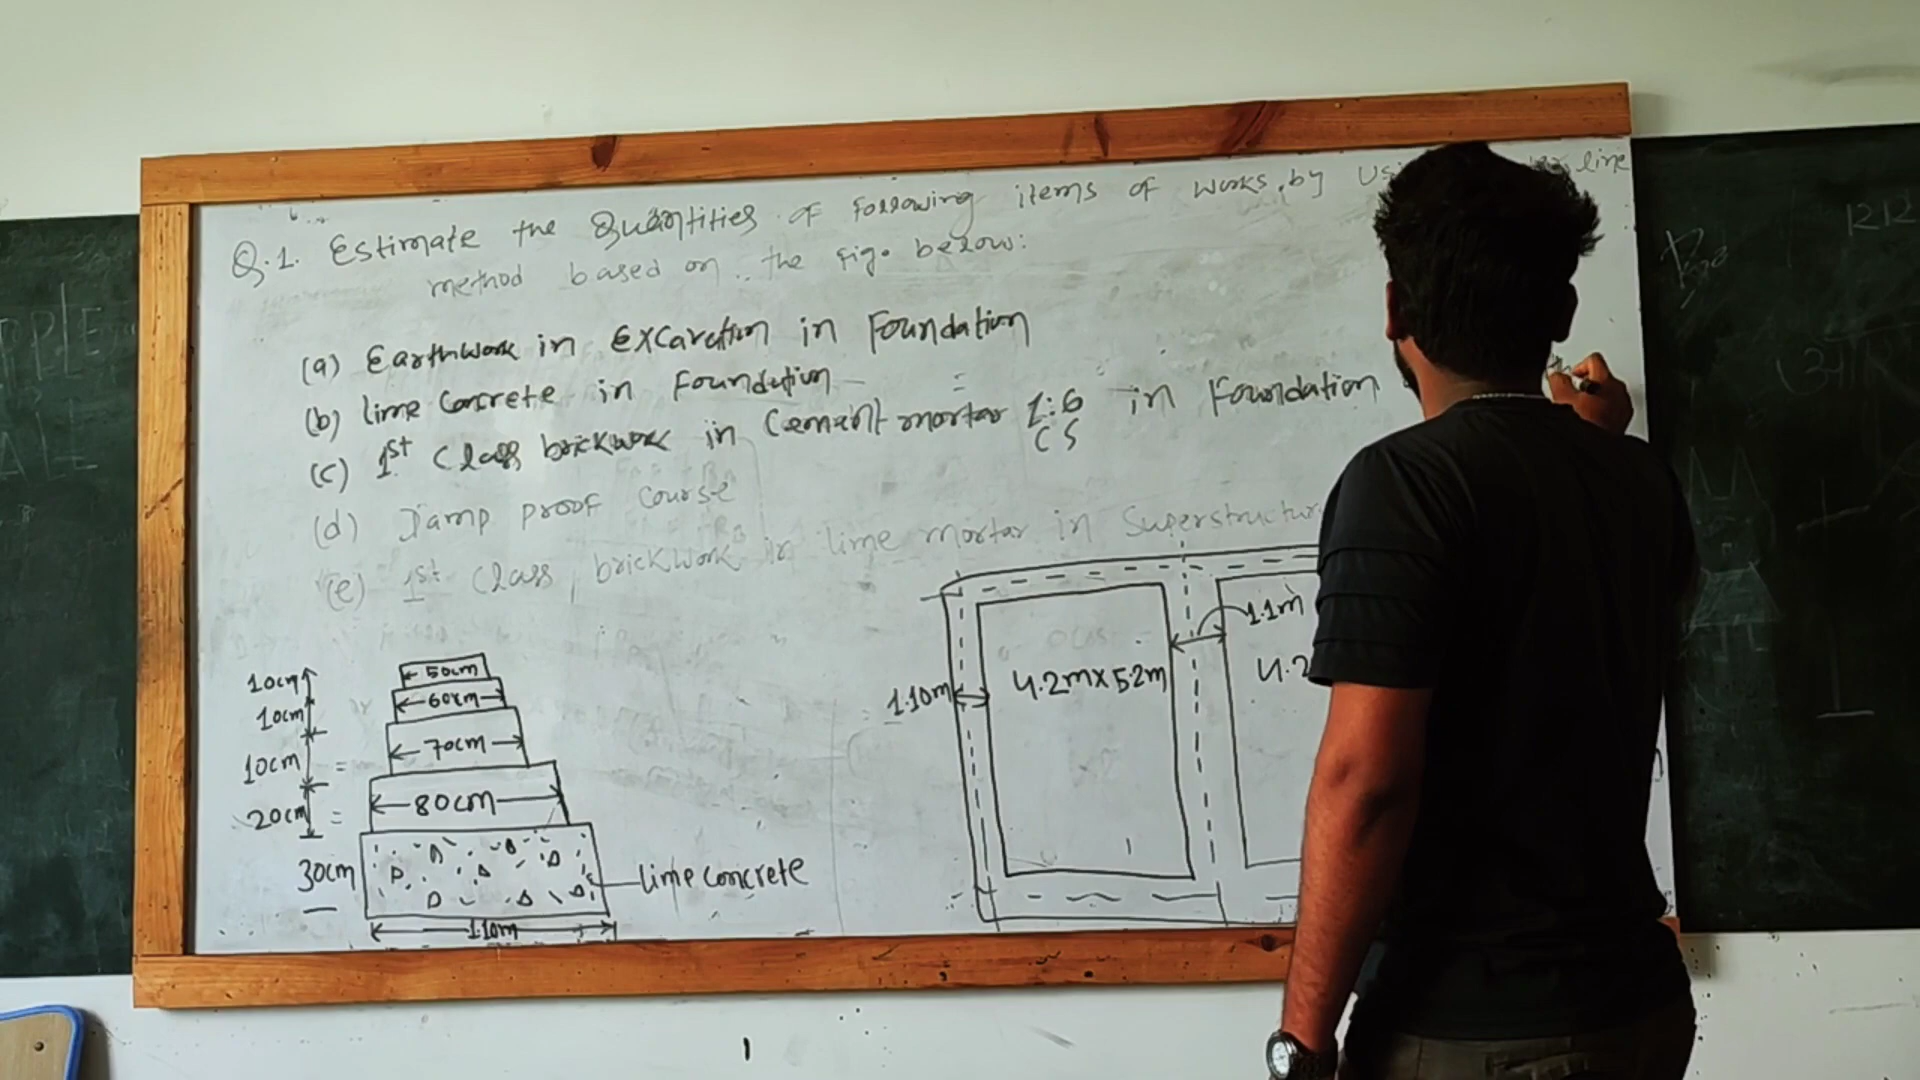 Q.1. Estimate the Quantities of Following items of works by line
method based on the fig. below:
(a) Earthwork in Excavation in Foundation
(b) lime Concrete in Foundation
(c) 1st Class brickwork in Cement mortar 1:6 in Foundation
C S
(d) Damp proof Course
(e) 1st Class brickwork in lime mortar in Superstructur
10cm
10cm
10cm =
20cm =
30cm
50cm
60cm
70cm
80cm
lime concrete
1.10m
1.10m
4.2m×5.2m
1.1m
4.2